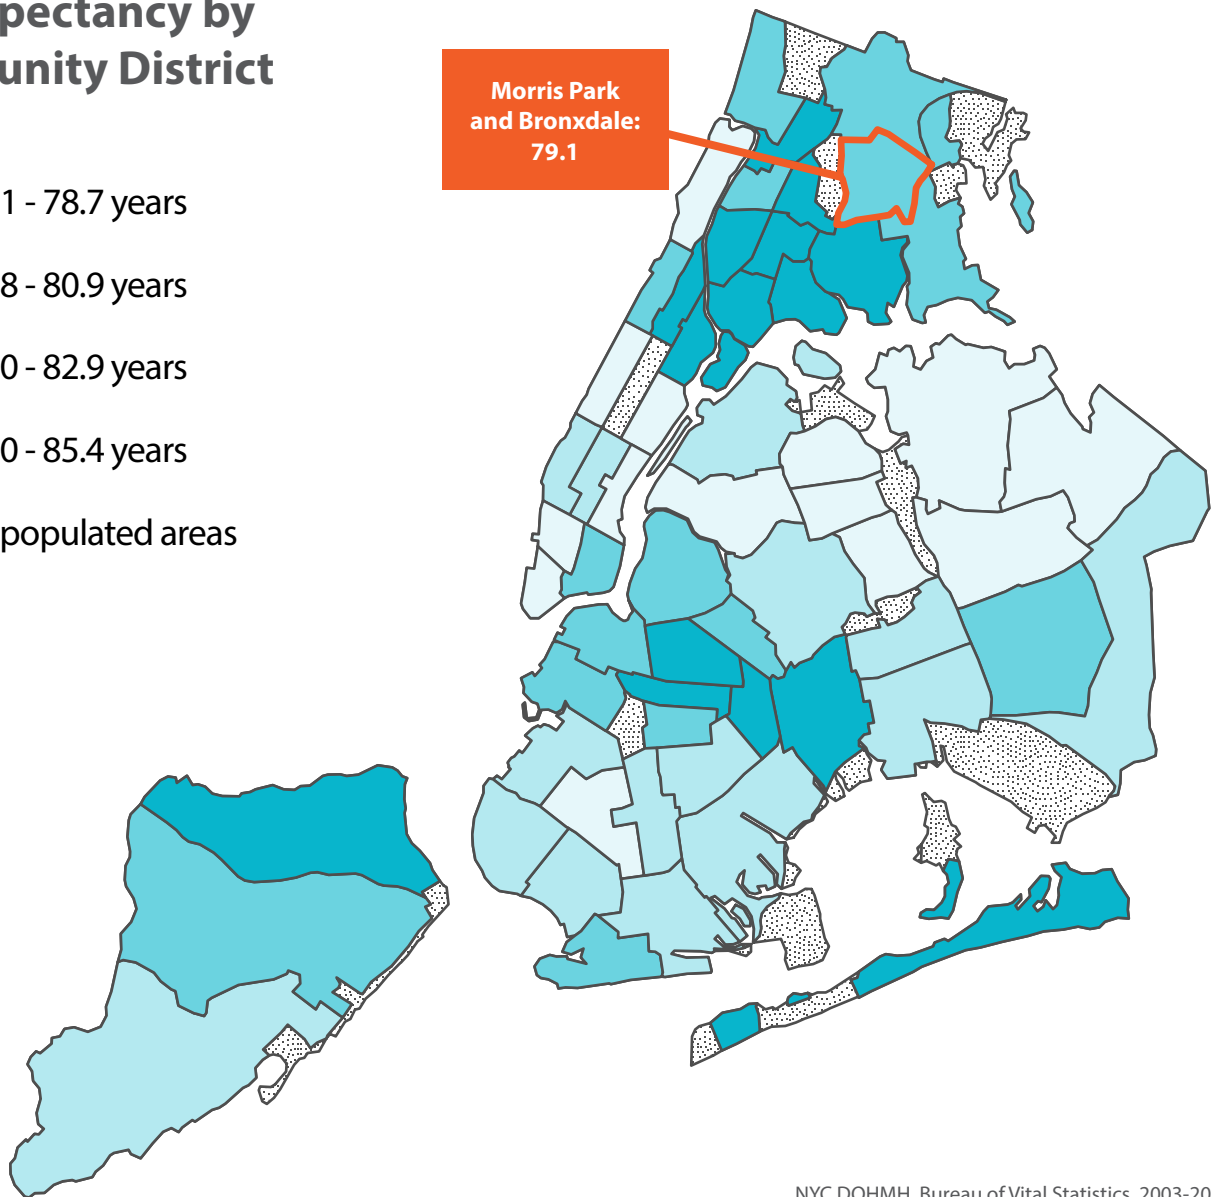 pectancy by
unity District
Morris Park
and Bronxdale:
79.1
1 - 78.7 years
8 - 80.9 years
0 - 82.9 years
0 - 85.4 years
populated areas
NYC DOHMH, Bureau of Vital Statistics, 2003-20